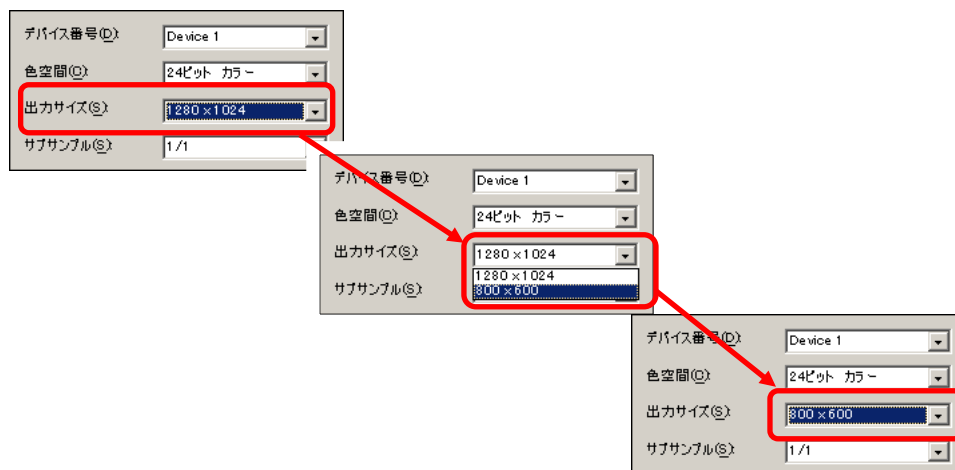 デバイス番号(D): Device 1
色空間(C): 24ビット カラー
出力サイズ(S): 1280×1024
サブサンプル(S): 1/1
デバイス番号(D): Device 1
色空間(C): 24ビット カラー
出力サイズ(S): 1280×1024
1280×1024
サブサンプル(S): 800×600
デバイス番号(D): Device 1
色空間(C): 24ビット カラー
出力サイズ(S): 800×600
サブサンプル(S): 1/1